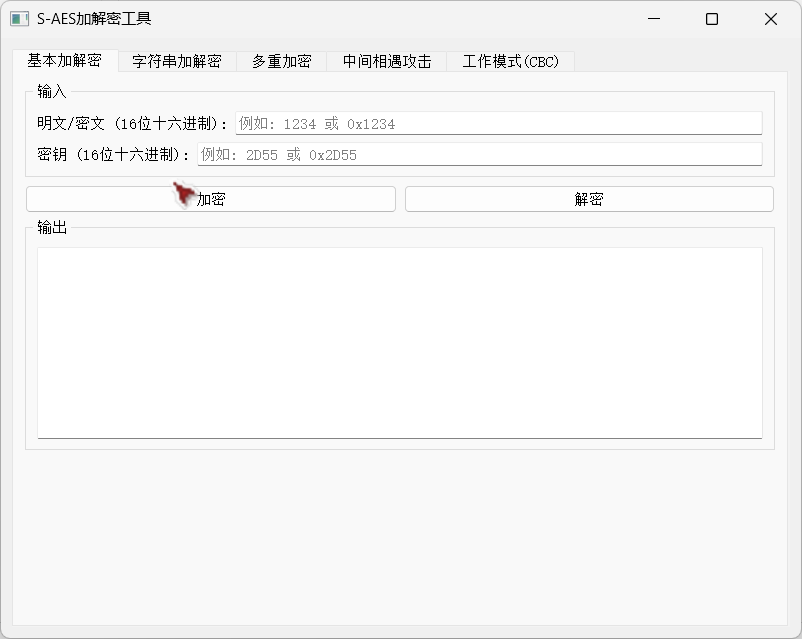 S-AES加解密工具
基本加解密 字符串加解密 多重加密 中间相遇攻击 工作模式(CBC)
输入
明文/密文 (16位十六进制): 例如: 1234 或 0x1234
密钥 (16位十六进制): 例如: 2D55 或 0x2D55
加密 解密
输出